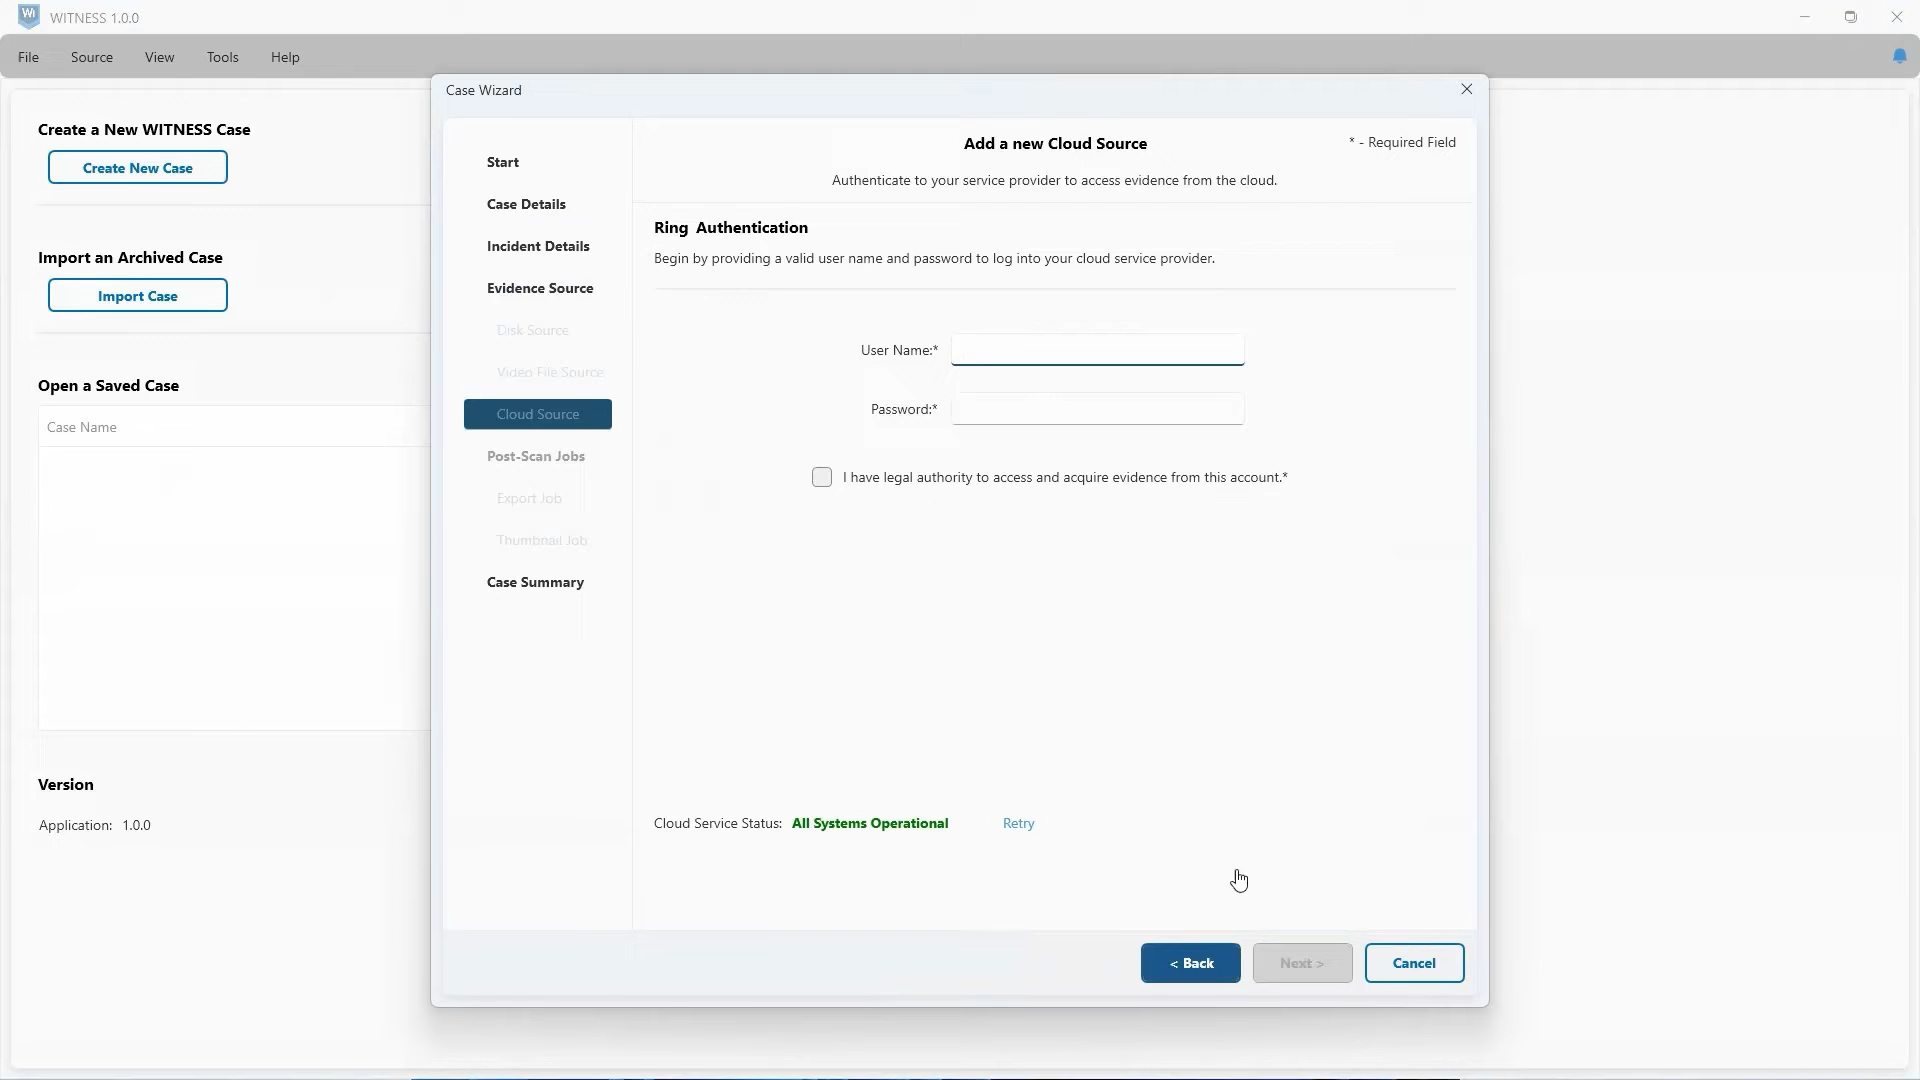 Wi WITNESS 1.0.0
File Source View Tools Help
Create a New WITNESS Case
Create New Case
Import an Archived Case
Import Case
Open a Saved Case
Case Name
Version
Application: 1.0.0
Case Wizard
Start
Case Details
Incident Details
Evidence Source
Disk Source
Video File Source
Cloud Source
Post-Scan Jobs
Export Job
Thumbnail Job
Case Summary
Add a new Cloud Source
* - Required Field
Authenticate to your service provider to access evidence from the cloud.
Ring Authentication
Begin by providing a valid user name and password to log into your cloud service provider.
User Name:*
Password:*
I have legal authority to access and acquire evidence from this account.*
Cloud Service Status: All Systems Operational Retry
< Back Next > Cancel